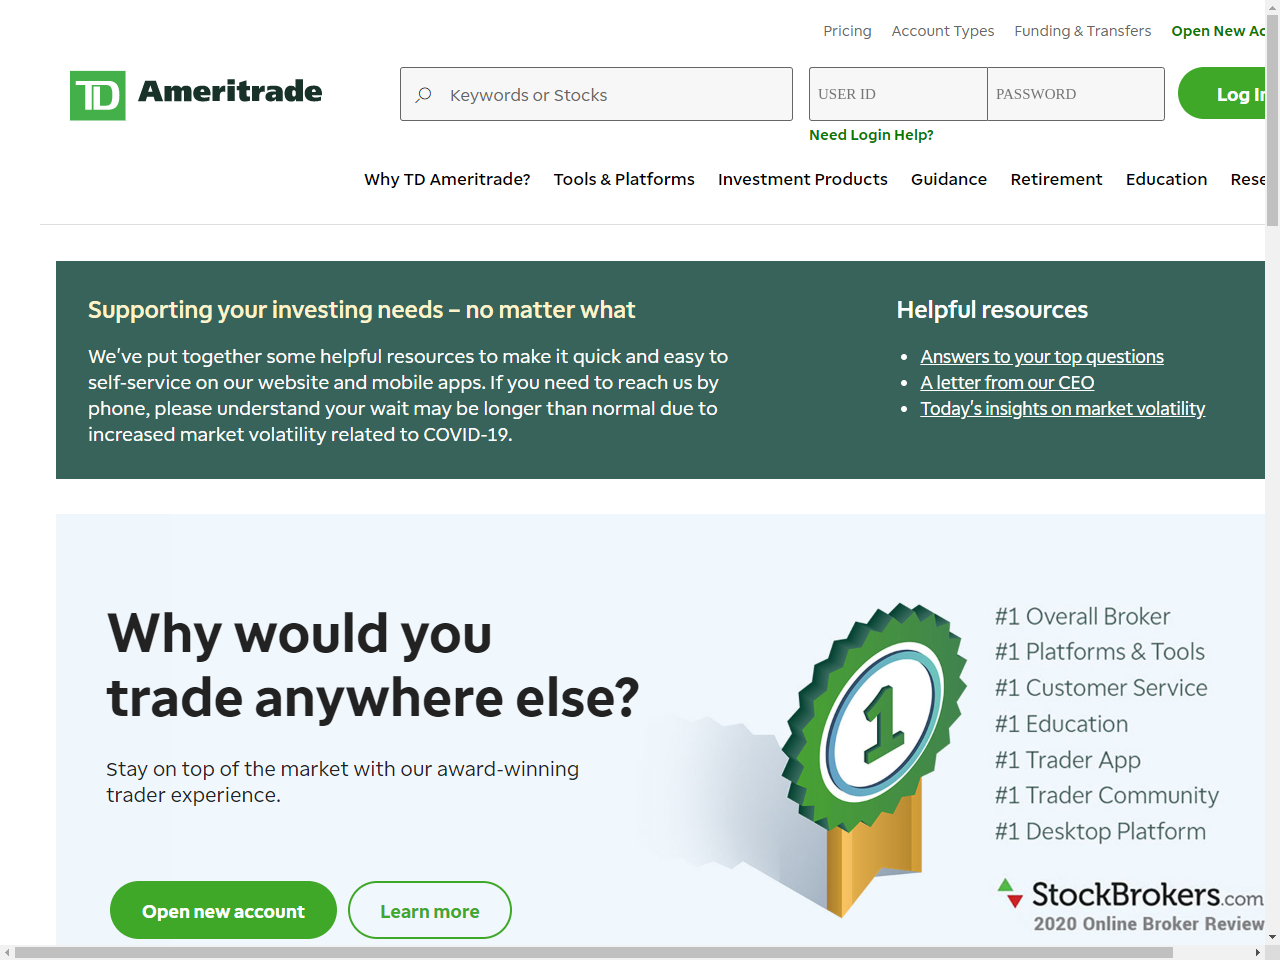 Pricing Account Types Funding & Transfers Open New Ac
TD Ameritrade
Keywords or Stocks
USER ID PASSWORD
Log In
Need Login Help?
Why TD Ameritrade? Tools & Platforms Investment Products Guidance Retirement Education Rese
Supporting your investing needs – no matter what
We've put together some helpful resources to make it quick and easy to
self-service on our website and mobile apps. If you need to reach us by
phone, please understand your wait may be longer than normal due to
increased market volatility related to COVID-19.
Helpful resources
• Answers to your top questions
• A letter from our CEO
• Today's insights on market volatility
Why would you
trade anywhere else?
Stay on top of the market with our award-winning
trader experience.
Open new account Learn more
1
#1 Overall Broker
#1 Platforms & Tools
#1 Customer Service
#1 Education
#1 Trader App
#1 Trader Community
#1 Desktop Platform
StockBrokers.com
2020 Online Broker Review